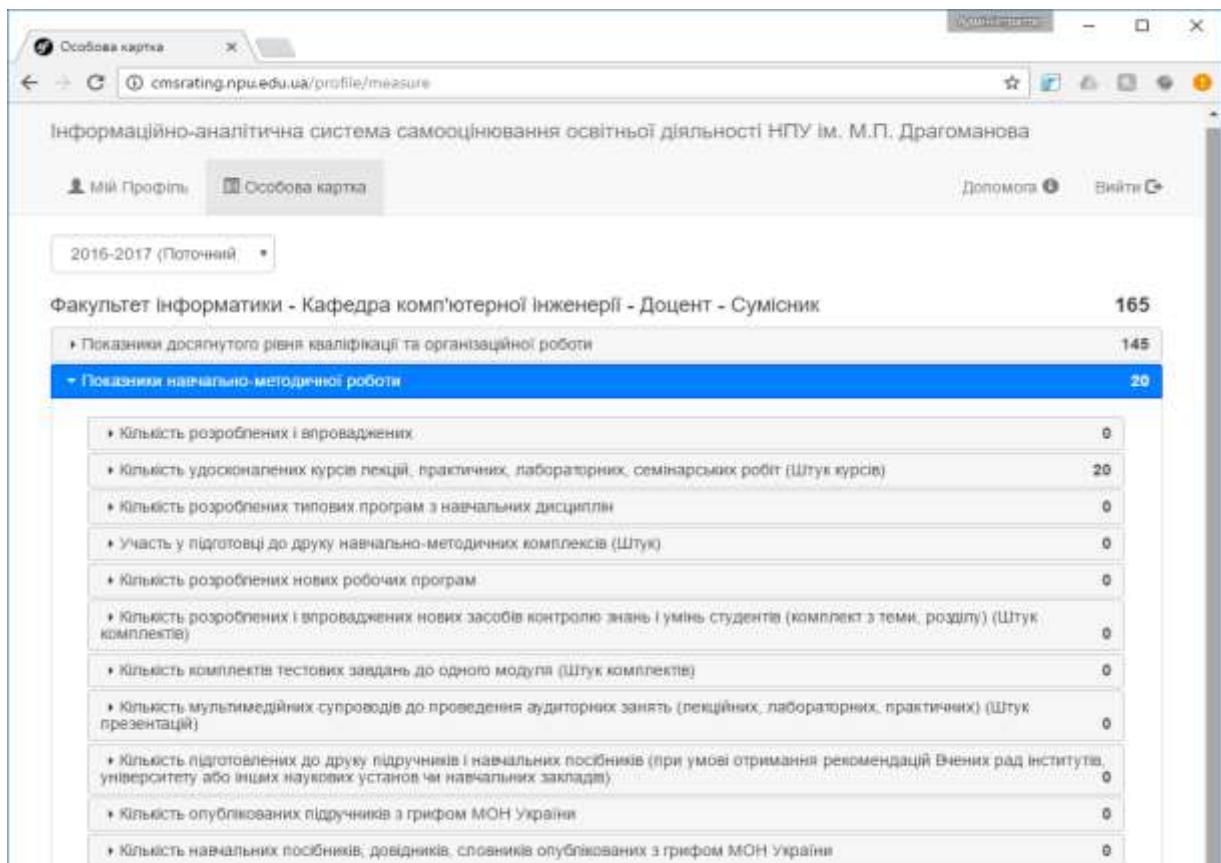 Особова картка
cmsrating.npu.edu.ua/profile/measure
Інформаційно-аналітична система самооцінювання освітньої діяльності НПУ ім. М.П. Драгоманова
Мій Профіль Особова картка Допомога Вийти
2016-2017 (Поточний
Факультет інформатики - Кафедра комп'ютерної інженерії - Доцент - Сумісник 165
Показники досягнутого рівня кваліфікації та організаційної роботи 145
Показники навчально-методичної роботи 20
Кількість розроблених і впроваджених 0
Кількість удосконалених курсів лекцій, практичних, лабораторних, семінарських робіт (Штук курсів) 20
Кількість розроблених типових програм з навчальних дисциплін 0
Участь у підготовці до друку навчально-методичних комплексів (Штук) 0
Кількість розроблених нових робочих програм 0
Кількість розроблених і впроваджених нових засобів контролю знань і умінь студентів (комплект з теми, розділу) (Штук
комплектів) 0
Кількість комплектів тестових завдань до одного модуля (Штук комплектів) 0
Кількість мультимедійних супроводів до проведення аудиторних занять (лекційних, лабораторних, практичних) (Штук
презентацій) 0
Кількість підготовлених до друку підручників і навчальних посібників (при умові отримання рекомендацій Вчених рад інститутів,
університету або інших наукових установ чи навчальних закладів) 0
Кількість опублікованих підручників з грифом МОН України 0
Кількість навчальних посібників, довідників, словників опублікованих з грифом МОН України 0